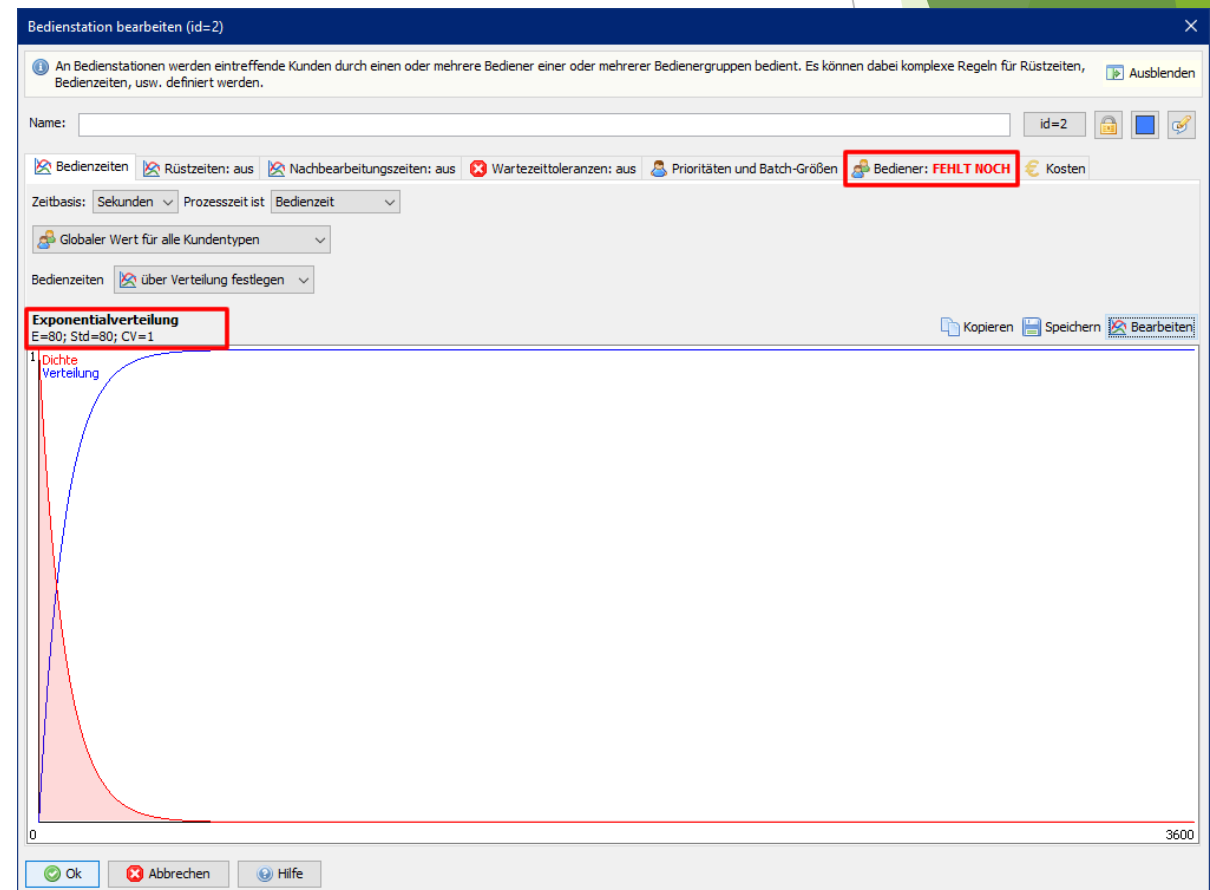 Bedienstation bearbeiten (id=2)
An Bedienstationen werden eintreffende Kunden durch einen oder mehrere Bediener einer oder mehrerer Bedienergruppen bedient. Es können dabei komplexe Regeln für Rüstzeiten,
Bedienzeiten, usw. definiert werden.
Ausblenden
Name:
id=2
Bedienzeiten Rüstzeiten: aus Nachbearbeitungszeiten: aus Wartezeittoleranzen: aus Prioritäten und Batch-Größen Bediener: FEHLT NOCH Kosten
Zeitbasis: Sekunden Prozesszeit ist Bedienzeit
Globaler Wert für alle Kundentypen
Bedienzeiten über Verteilung festlegen
Exponentialverteilung
E=80; Std=80; CV=1
Kopieren Speichern Bearbeiten
1 Dichte
Verteilung
0 3600
Ok Abbrechen Hilfe